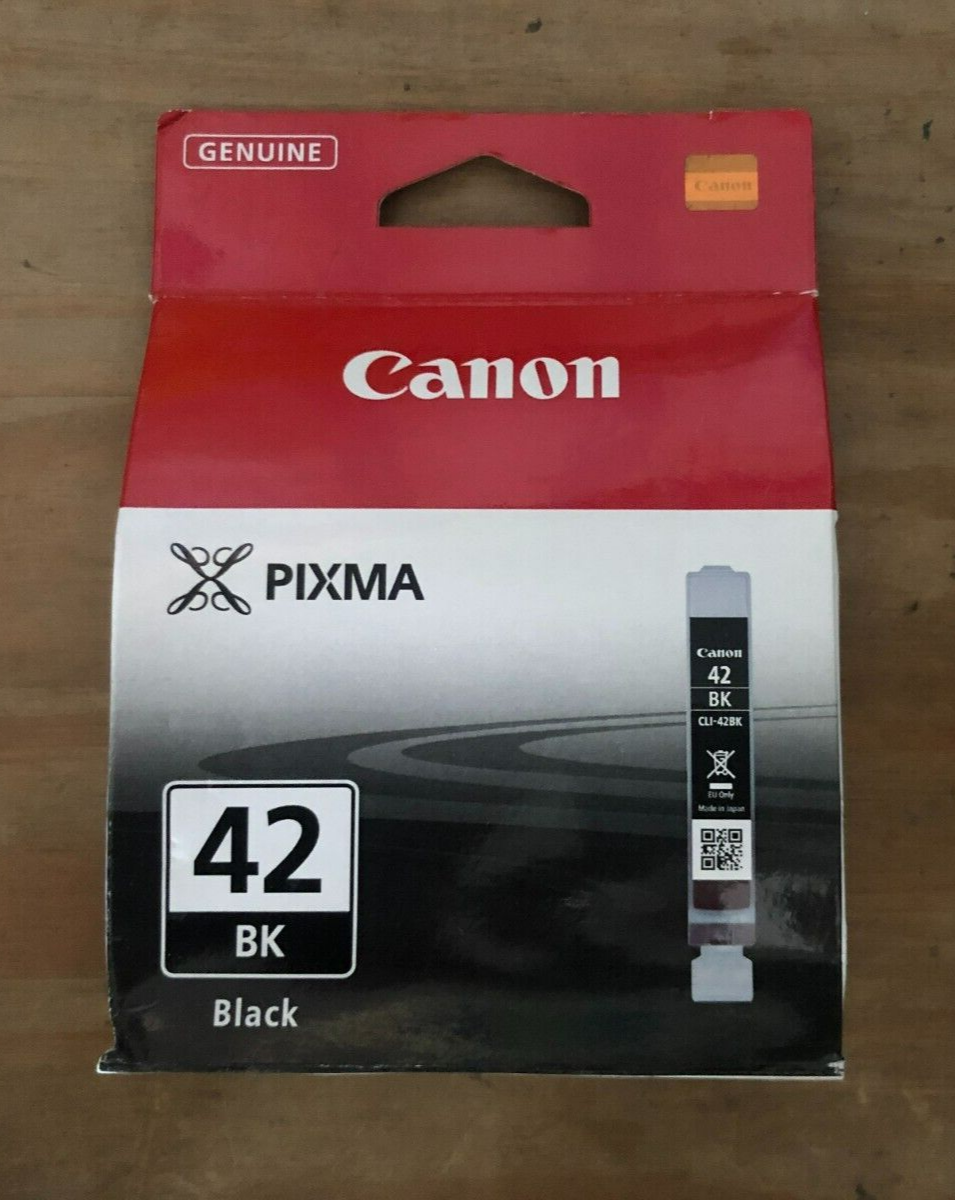 GENUINE
Canon
Canon
PIXMA
Canon
42
BK
CLI-42BK
EU Only
Made in Japan
42
BK
Black